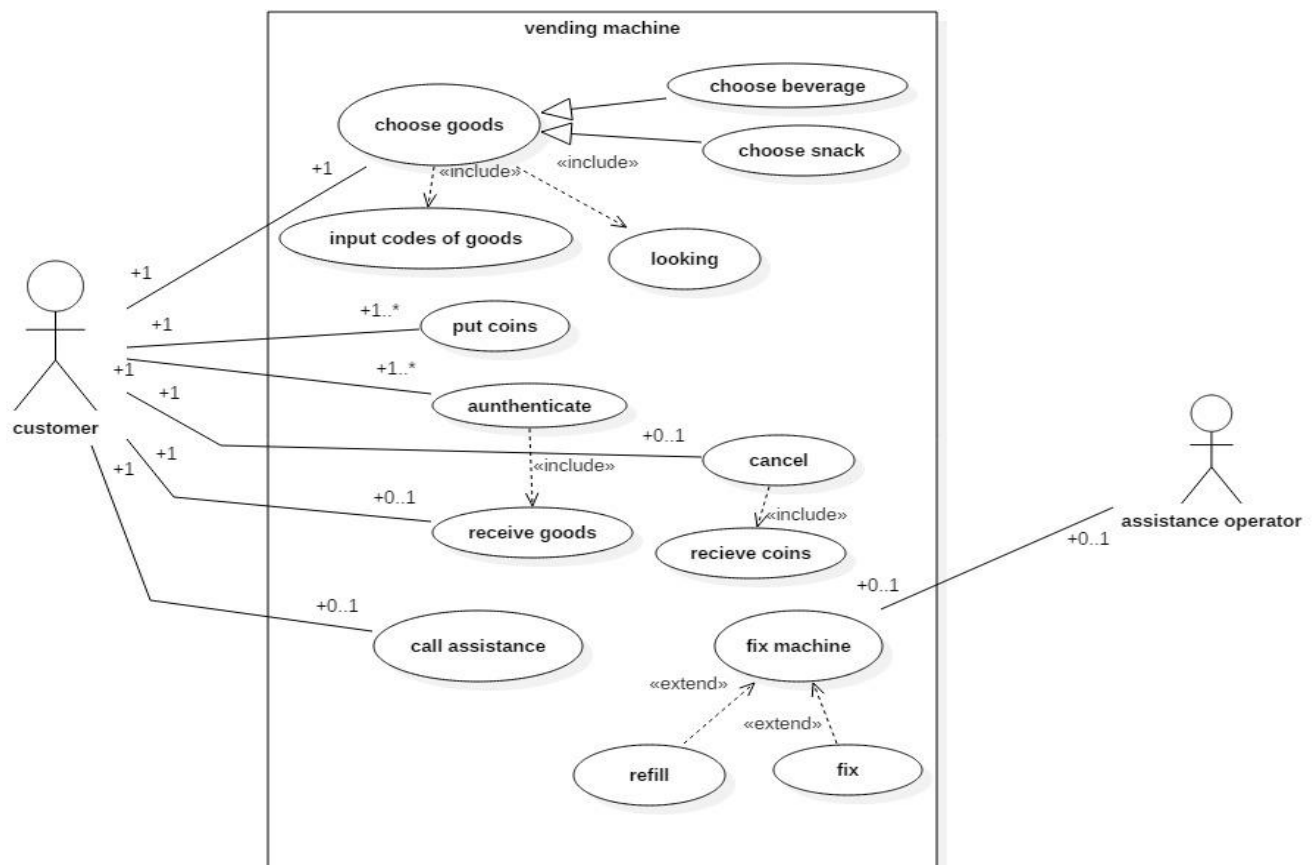 vending machine
choose beverage
choose goods
choose snack
«include»
«include»
+1
input codes of goods
looking
+1
+1..*
+1
put coins
+1..*
+1
+1
aunthenticate
customer
+0..1
cancel
+1
+1
«include»
+0..1
receive goods
«include»
recieve coins
assistance operator
+0..1
+0..1
+0..1
call assistance
fix machine
«extend»
«extend»
refill
fix